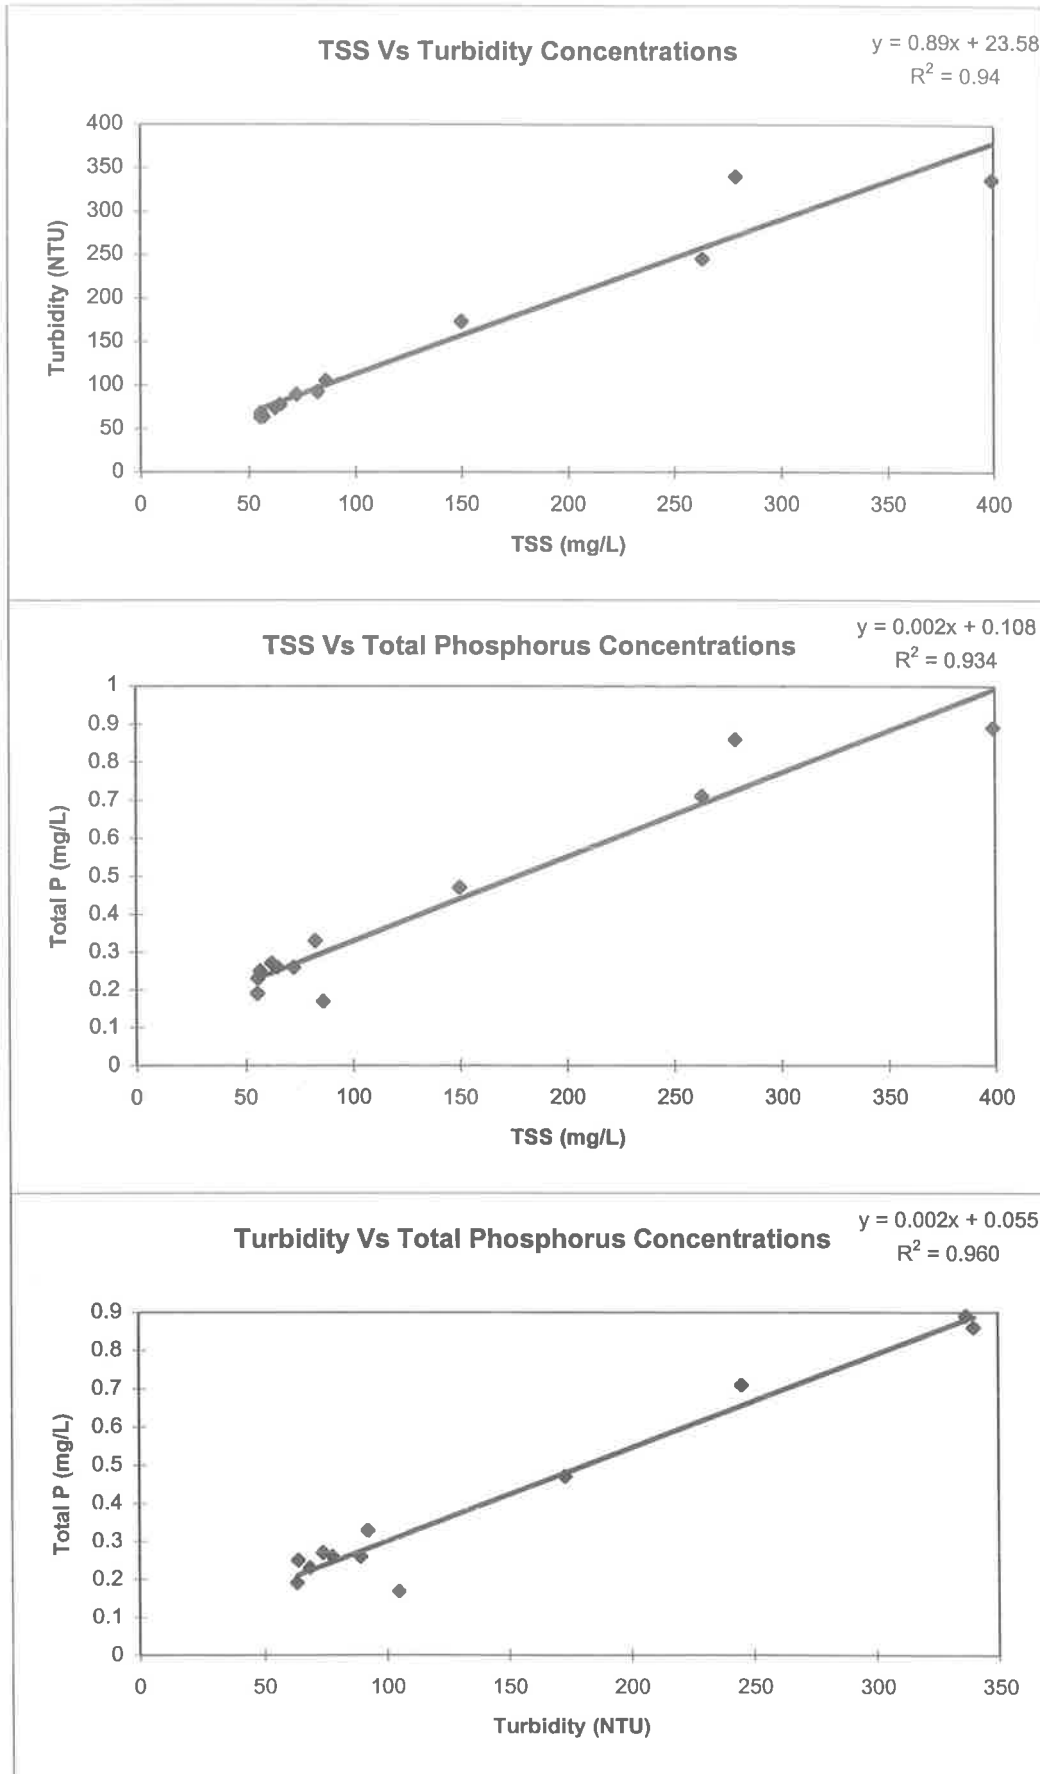 TSS Vs Turbidity Concentrations
y = 0.89x + 23.58
R² = 0.94
400
350
300
250
200
150
100
50
0
Turbidity (NTU)
0 50 100 150 200 250 300 350 400
TSS (mg/L)
TSS Vs Total Phosphorus Concentrations
y = 0.002x + 0.108
R² = 0.934
1
0.9
0.8
0.7
0.6
0.5
0.4
0.3
0.2
0.1
0
Total P (mg/L)
0 50 100 150 200 250 300 350 400
TSS (mg/L)
Turbidity Vs Total Phosphorus Concentrations
y = 0.002x + 0.055
R² = 0.960
0.9
0.8
0.7
0.6
0.5
0.4
0.3
0.2
0.1
0
Total P (mg/L)
0 50 100 150 200 250 300 350
Turbidity (NTU)